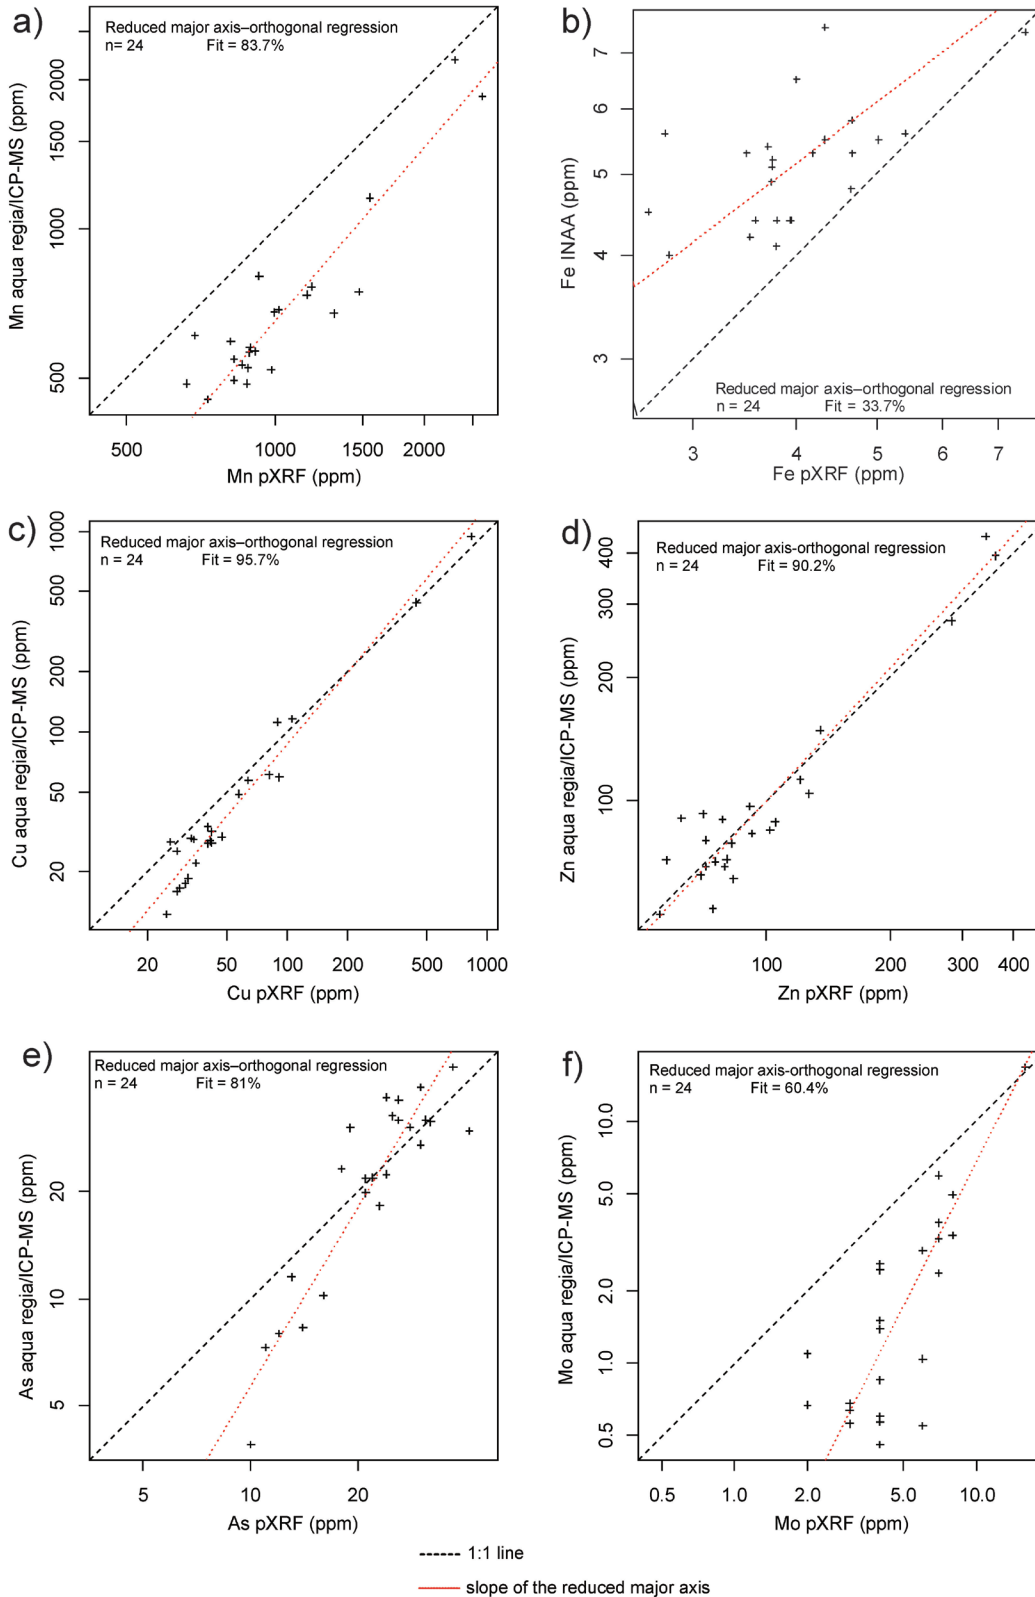 a)
Reduced major axis–orthogonal regression
n= 24 Fit = 83.7%
Mn aqua regia/ICP-MS (ppm)
2000
1500
1000
500
500 1000 1500 2000
Mn pXRF (ppm)
b)
Fe INAA (ppm)
7
6
5
4
3
Reduced major axis–orthogonal regression
n = 24 Fit = 33.7%
3 4 5 6 7
Fe pXRF (ppm)
c)
Reduced major axis–orthogonal regression
n = 24 Fit = 95.7%
Cu aqua regia/ICP-MS (ppm)
1000
500
200
100
50
20
20 50 100 200 500 1000
Cu pXRF (ppm)
d)
Reduced major axis-orthogonal regression
n = 24 Fit = 90.2%
Zn aqua regia/ICP-MS (ppm)
400
300
200
100
100 200 300 400
Zn pXRF (ppm)
e)
Reduced major axis–orthogonal regression
n = 24 Fit = 81%
As aqua regia/ICP-MS (ppm)
20
10
5
5 10 20
As pXRF (ppm)
f)
Reduced major axis-orthogonal regression
n = 24 Fit = 60.4%
Mo aqua regia/ICP-MS (ppm)
10.0
5.0
2.0
1.0
0.5
0.5 1.0 2.0 5.0 10.0
Mo pXRF (ppm)
1:1 line
slope of the reduced major axis